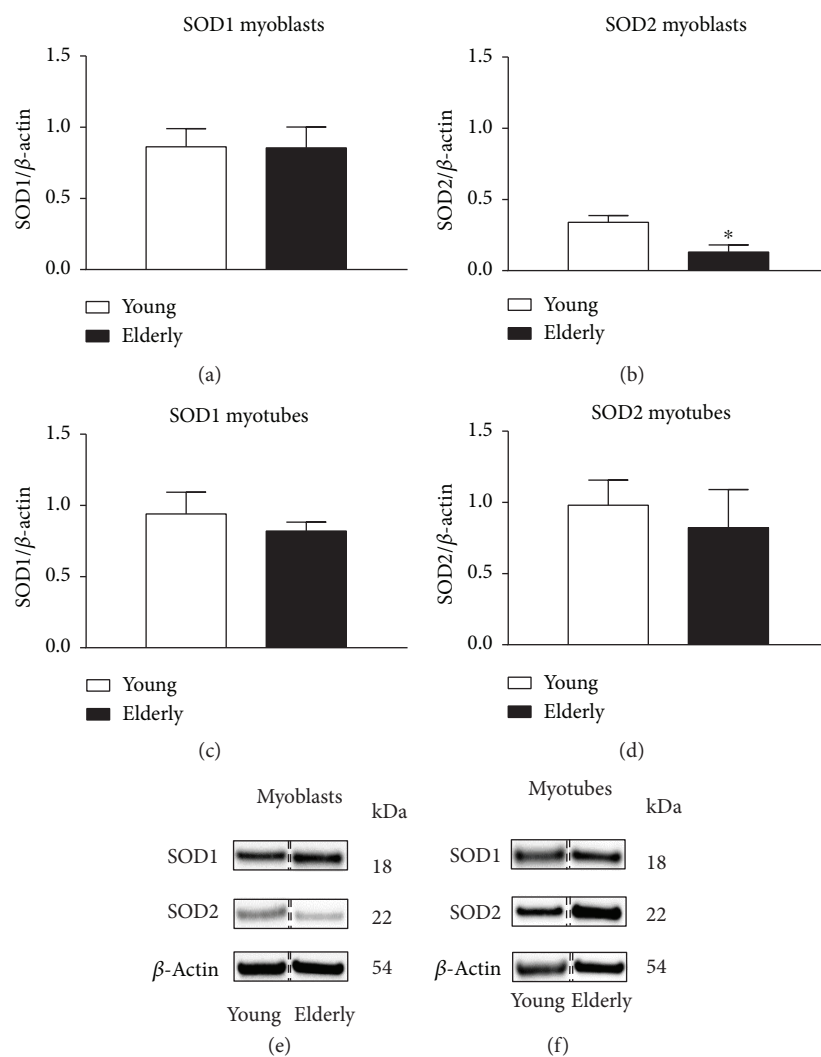 SOD1 myoblasts
1.5
1.0
0.5
0.0
SOD1/β-actin
Young
Elderly
(a)
SOD2 myoblasts
1.5
1.0
0.5
0.0
SOD2/β-actin
*
Young
Elderly
(b)
SOD1 myotubes
1.5
1.0
0.5
0.0
SOD1/β-actin
Young
Elderly
(c)
SOD2 myotubes
1.5
1.0
0.5
0.0
SOD2/β-actin
Young
Elderly
(d)
Myoblasts
kDa
SOD1 18
SOD2 22
β-Actin 54
Young Elderly
(e)
Myotubes
kDa
SOD1 18
SOD2 22
β-Actin 54
Young Elderly
(f)